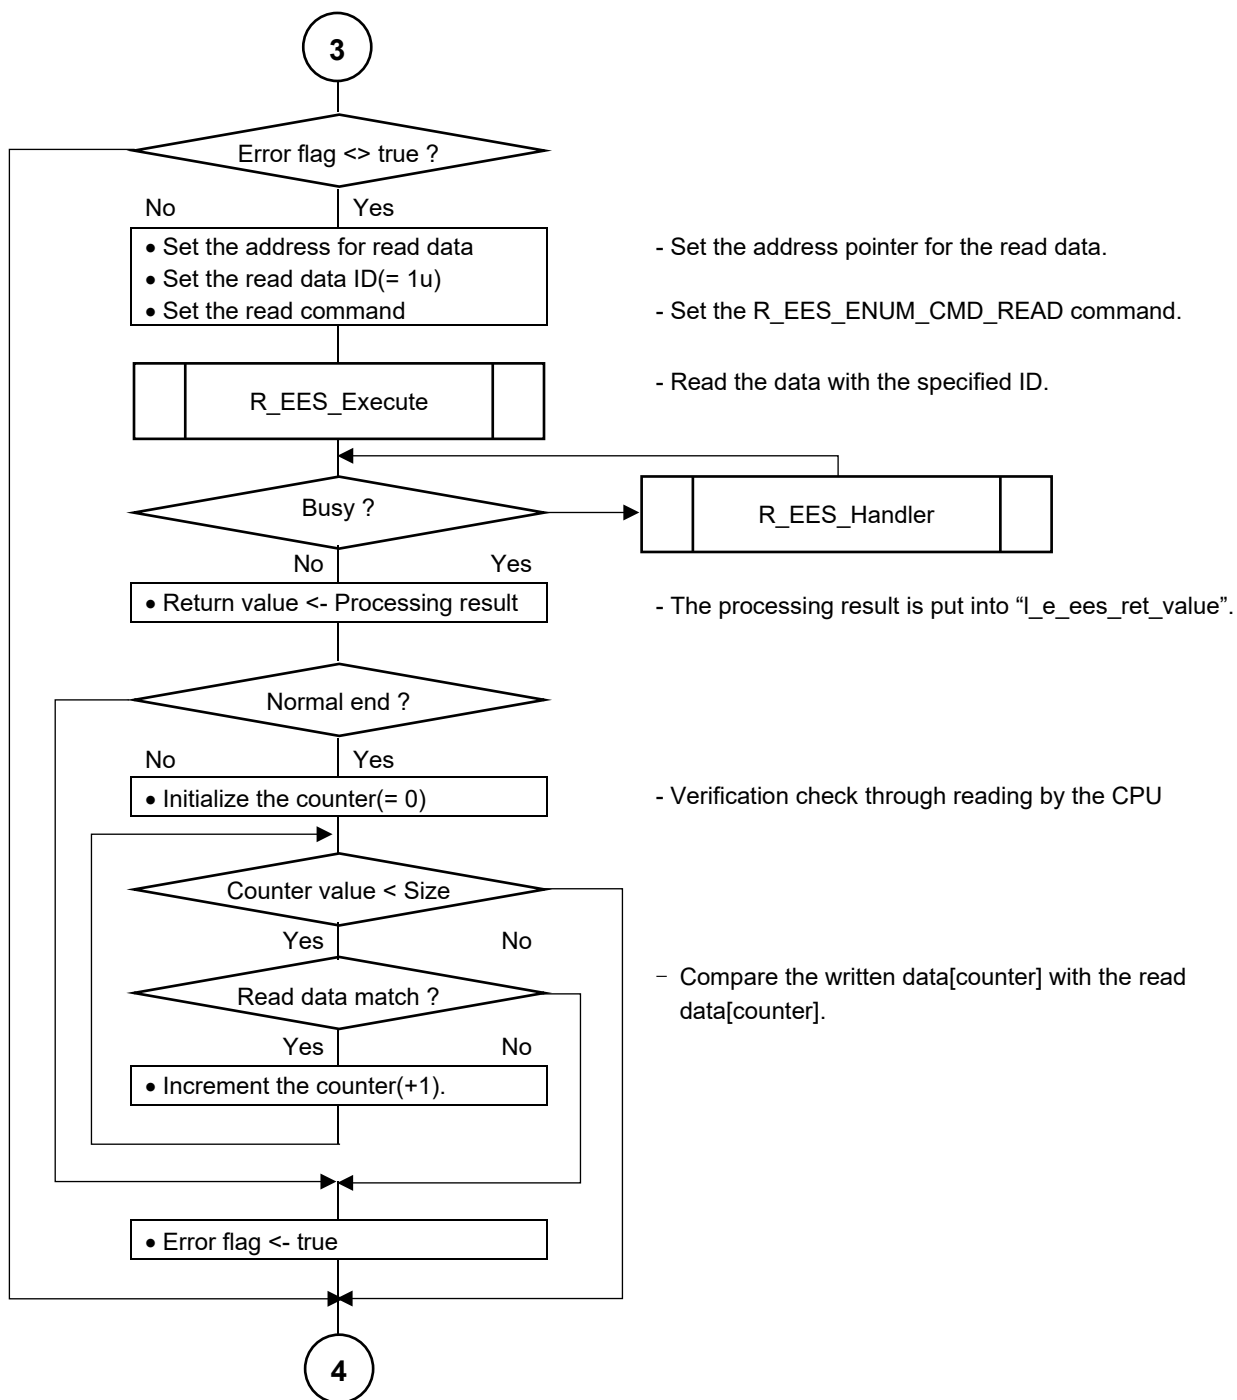 3
Error flag <> true ?
No Yes
• Set the address for read data
- Set the address pointer for the read data.
• Set the read data ID(= 1u)
• Set the read command
- Set the R_EES_ENUM_CMD_READ command.
R_EES_Execute
- Read the data with the specified ID.
Busy ?
R_EES_Handler
No Yes
• Return value <- Processing result
- The processing result is put into “l_e_ees_ret_value”.
Normal end ?
No Yes
• Initialize the counter(= 0)
- Verification check through reading by the CPU
Counter value < Size
Yes No
Read data match ?
− Compare the written data[counter] with the read
data[counter].
Yes No
• Increment the counter(+1).
• Error flag <- true
4